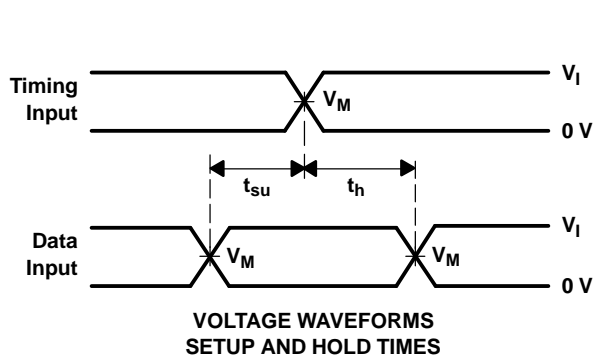 Timing
Input
V_M
V_I
0 V
t_su
t_h
Data
Input
V_M
V_M
V_I
0 V
VOLTAGE WAVEFORMS
SETUP AND HOLD TIMES